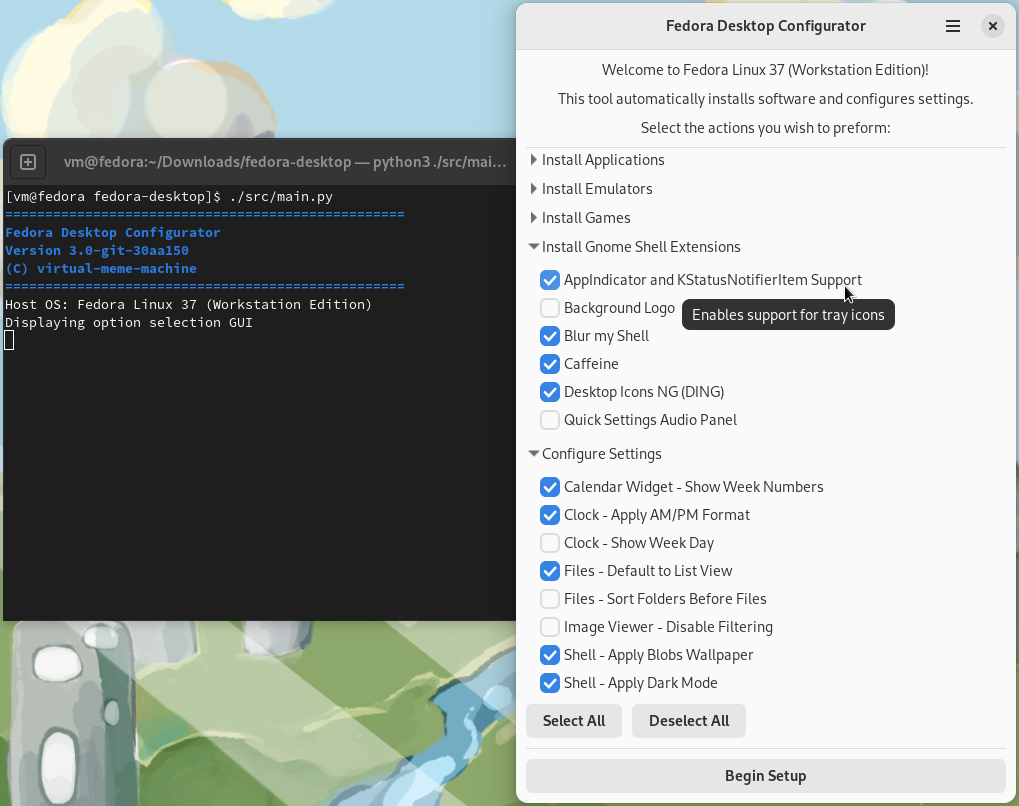 vm@fedora:~/Downloads/fedora-desktop — python3 ./src/mai...
[vm@fedora fedora-desktop]$ ./src/main.py
==================================================
Fedora Desktop Configurator
Version 3.0-git-30aa150
(C) virtual-meme-machine
==================================================
Host OS: Fedora Linux 37 (Workstation Edition)
Displaying option selection GUI
Fedora Desktop Configurator
Welcome to Fedora Linux 37 (Workstation Edition)!
This tool automatically installs software and configures settings.
Select the actions you wish to preform:
Install Applications
Install Emulators
Install Games
Install Gnome Shell Extensions
AppIndicator and KStatusNotifierItem Support
Background Logo
Enables support for tray icons
Blur my Shell
Caffeine
Desktop Icons NG (DING)
Quick Settings Audio Panel
Configure Settings
Calendar Widget - Show Week Numbers
Clock - Apply AM/PM Format
Clock - Show Week Day
Files - Default to List View
Files - Sort Folders Before Files
Image Viewer - Disable Filtering
Shell - Apply Blobs Wallpaper
Shell - Apply Dark Mode
Select All
Deselect All
Begin Setup